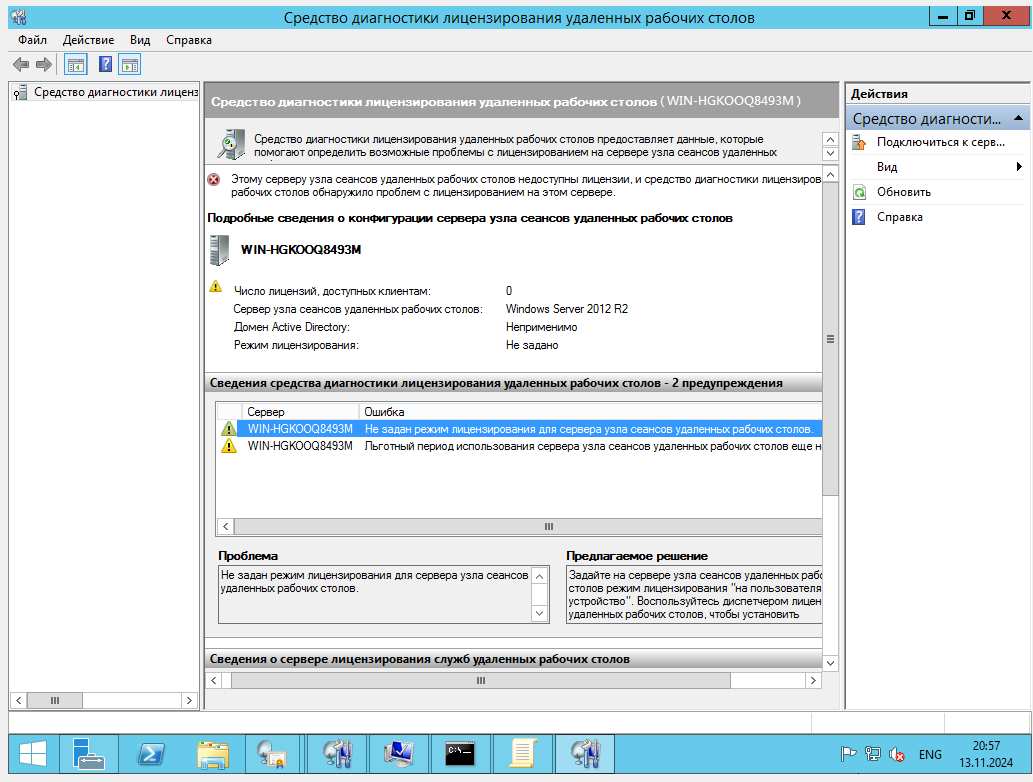 Средство диагностики лицензирования удаленных рабочих столов
Файл Действие Вид Справка
Средство диагностики лиценз
Средство диагностики лицензирования удаленных рабочих столов (WIN-HGKOOQ8493M )
Средство диагностики лицензирования удаленных рабочих столов предоставляет данные, которые
помогают определить возможные проблемы с лицензированием на сервере узла сеансов удаленных
Этому серверу узла сеансов удаленных рабочих столов недоступны лицензии, и средство диагностики лицензиров
рабочих столов обнаружило проблем с лицензированием на этом сервере.
Подробные сведения о конфигурации сервера узла сеансов удаленных рабочих столов
WIN-HGKOOQ8493M
Число лицензий, доступных клиентам: 0
Сервер узла сеансов удаленных рабочих столов: Windows Server 2012 R2
Домен Active Directory: Неприменимо
Режим лицензирования: Не задано
Сведения средства диагностики лицензирования удаленных рабочих столов - 2 предупреждения
Сервер Ошибка
WIN-HGKOOQ8493M Не задан режим лицензирования для сервера узла сеансов удаленных рабочих столов.
WIN-HGKOOQ8493M Льготный период использования сервера узла сеансов удаленных рабочих столов еще н
Проблема
Не задан режим лицензирования для сервера узла сеансов
удаленных рабочих столов.
Предлагаемое решение
Задайте на сервере узла сеансов удаленных рабо
столов режим лицензирования "на пользователя
устройство". Воспользуйтесь диспетчером лицен
удаленных рабочих столов, чтобы установить
Сведения о сервере лицензирования служб удаленных рабочих столов
Действия
Средство диагности...
Подключиться к серв...
Вид
Обновить
Справка
ENG
20:57
13.11.2024